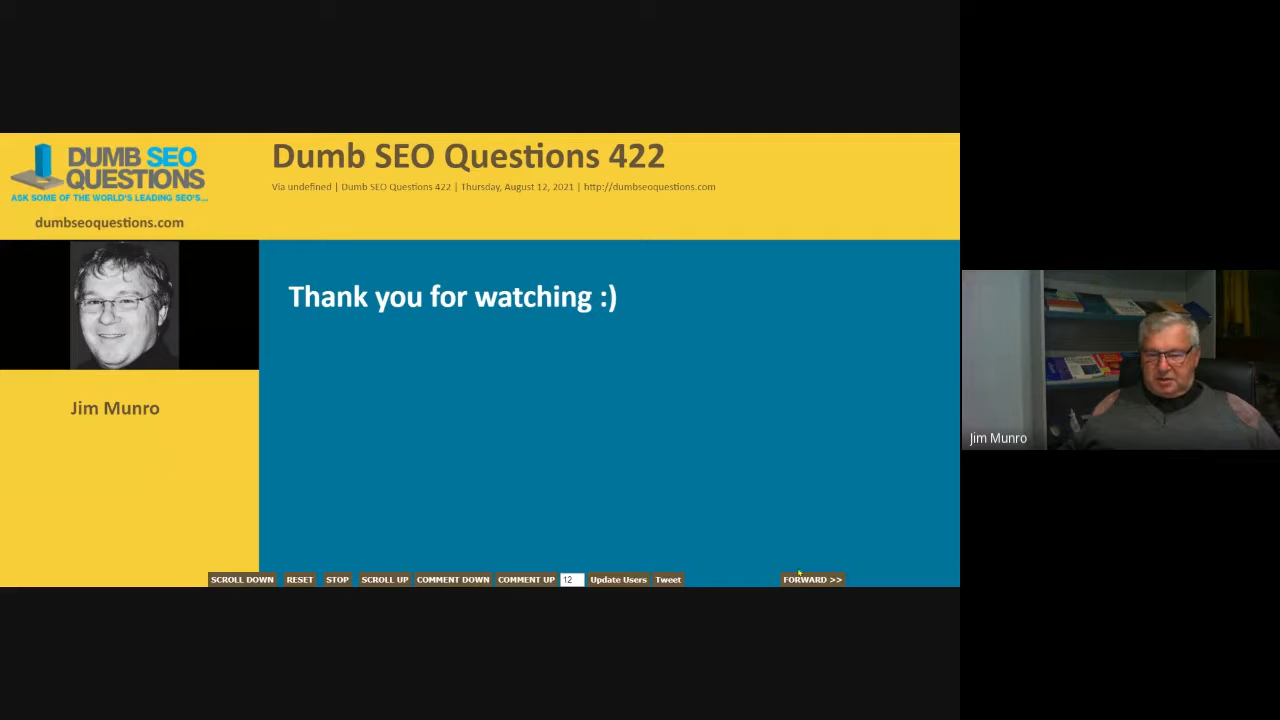 DUMB SEO
QUESTIONS
ASK SOME OF THE WORLD'S LEADING SEO'S...
dumbseoquestions.com
Dumb SEO Questions 422
Via undefined | Dumb SEO Questions 422 | Thursday, August 12, 2021 | http://dumbseoquestions.com
Jim Munro
Thank you for watching :)
SCROLL DOWN RESET STOP SCROLL UP COMMENT DOWN COMMENT UP 12 Update Users Tweet FORWARD >>
Jim Munro